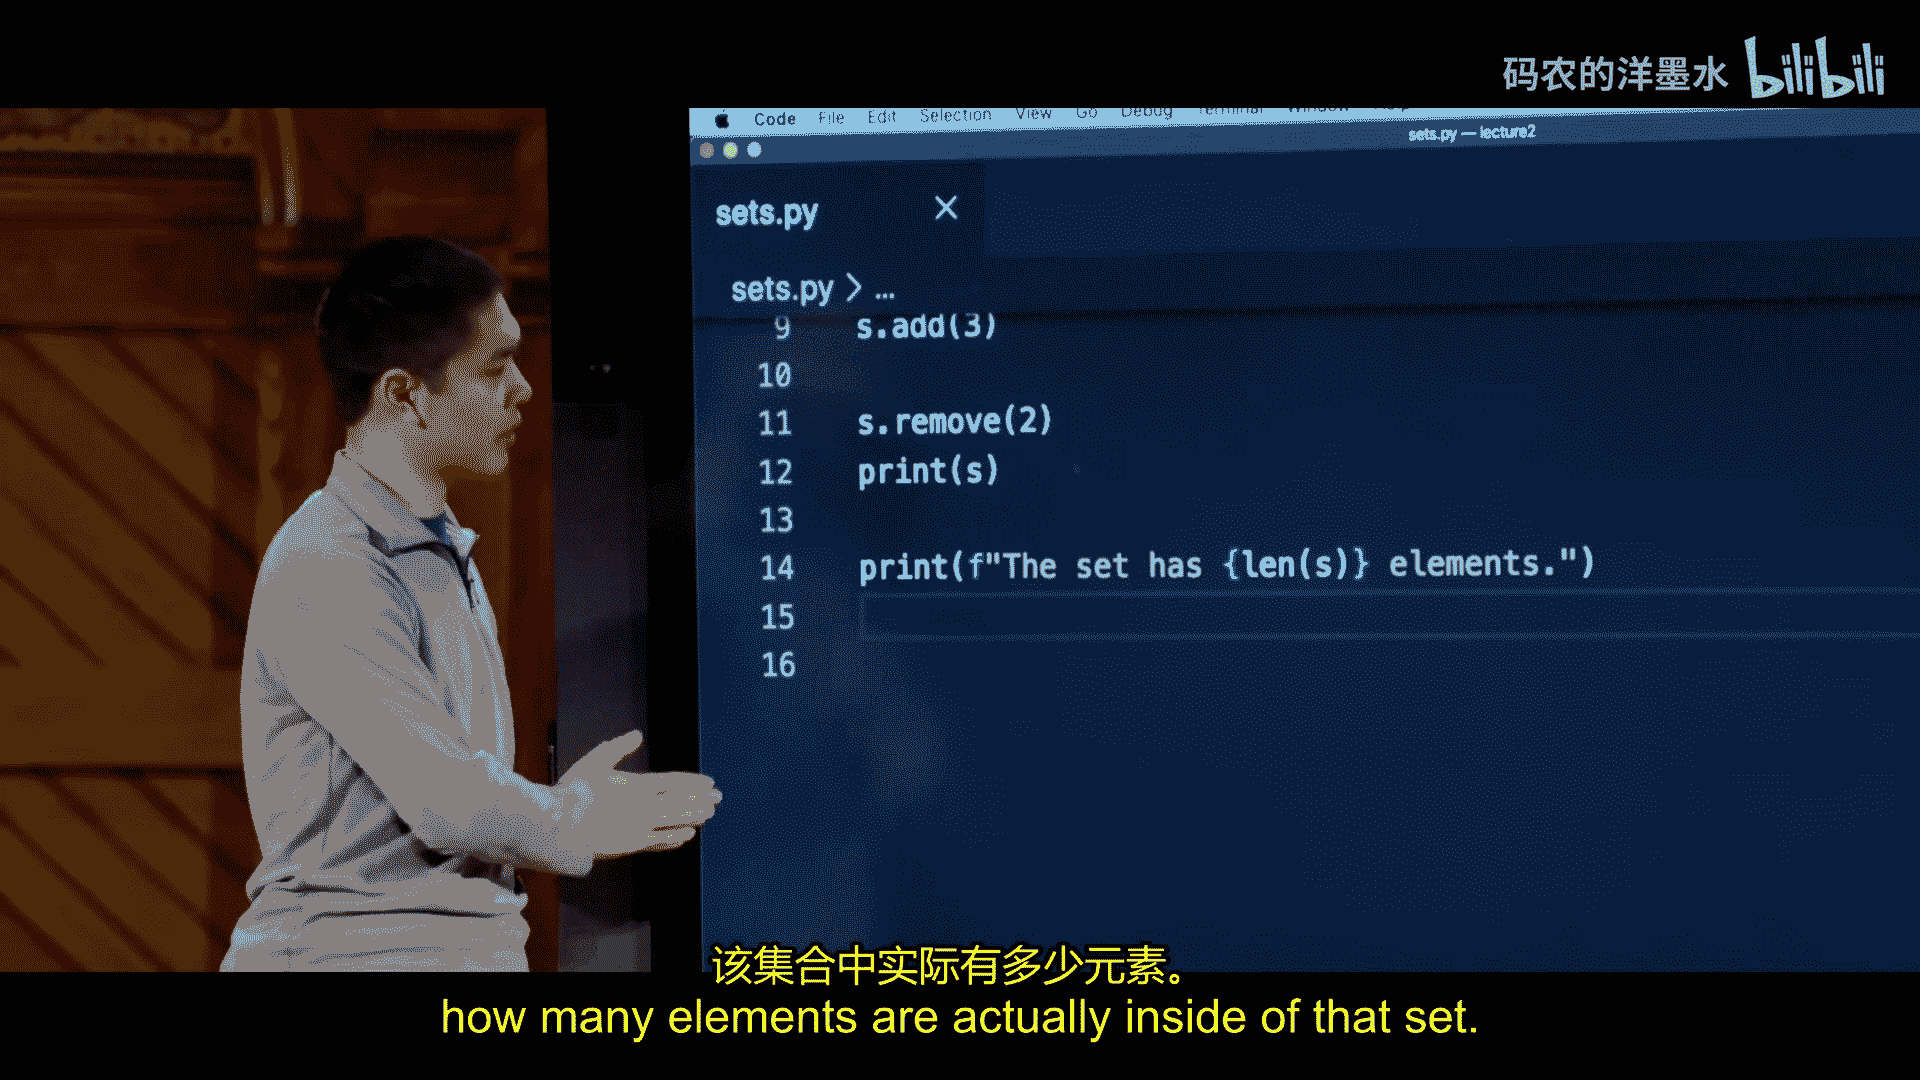 码农的洋墨水 bilibili
Code File Edit Selection View Go Debug Terminal Window Help
sets.py — lecture2
sets.py
sets.py > ...
9 s.add(3)
10
11 s.remove(2)
12 print(s)
13
14 print(f"The set has {len(s)} elements.")
15
16
该集合中实际有多少元素。
how many elements are actually inside of that set.